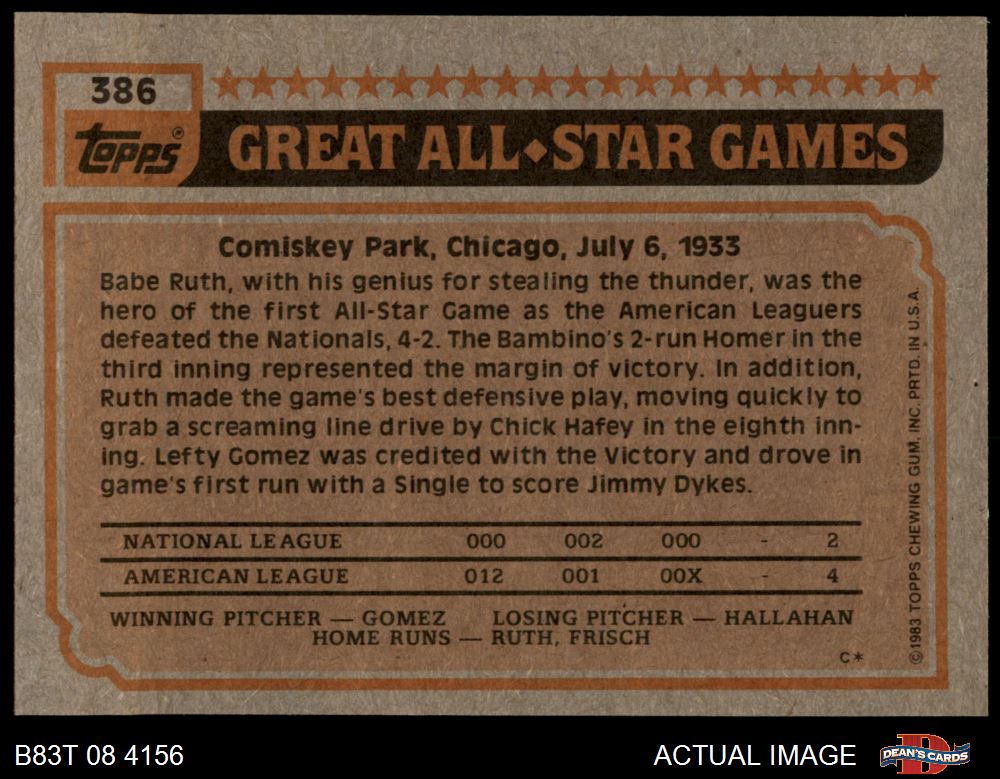 386
Topps®
GREAT ALL◆STAR GAMES
Comiskey Park, Chicago, July 6, 1933
Babe Ruth, with his genius for stealing the thunder, was the
hero of the first All-Star Game as the American Leaguers
defeated the Nationals, 4-2. The Bambino's 2-run Homer in the
third inning represented the margin of victory. In addition,
Ruth made the game's best defensive play, moving quickly to
grab a screaming line drive by Chick Hafey in the eighth inn-
ing. Lefty Gomez was credited with the Victory and drove in
game's first run with a Single to score Jimmy Dykes.
NATIONAL LEAGUE 000 002 000 - 2
AMERICAN LEAGUE 012 001 00X - 4
WINNING PITCHER — GOMEZ LOSING PITCHER — HALLAHAN
HOME RUNS — RUTH, FRISCH
C*
©1983 TOPPS CHEWING GUM, INC. PRTD. IN U.S.A.
B83T 08 4156
ACTUAL IMAGE
DEAN'S CARDS